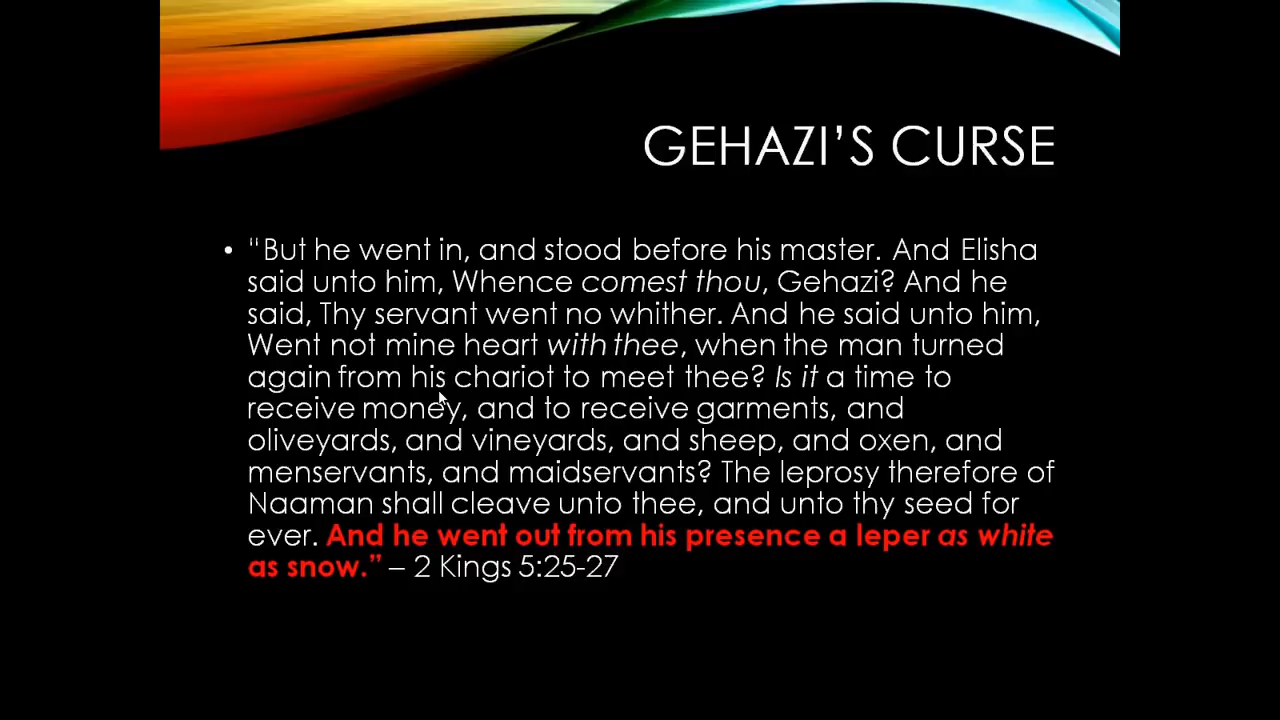 GEHAZI’S CURSE
• “But he went in, and stood before his master. And Elisha
said unto him, Whence comest thou, Gehazi? And he
said, Thy servant went no whither. And he said unto him,
Went not mine heart with thee, when the man turned
again from his chariot to meet thee? Is it a time to
receive money, and to receive garments, and
oliveyards, and vineyards, and sheep, and oxen, and
menservants, and maidservants? The leprosy therefore of
Naaman shall cleave unto thee, and unto thy seed for
ever. And he went out from his presence a leper as white
as snow.” – 2 Kings 5:25-27